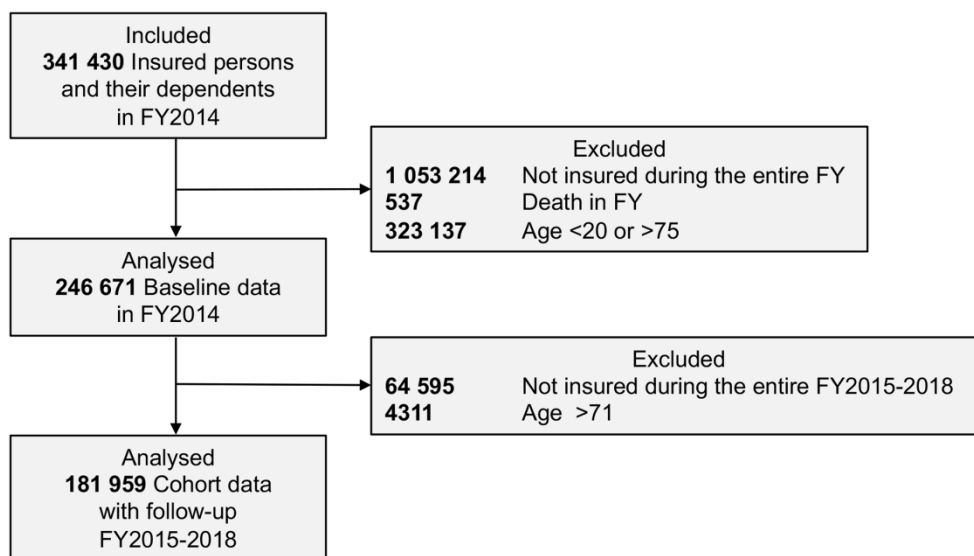 Included
341 430 Insured persons
and their dependents
in FY2014
Excluded
1 053 214 Not insured during the entire FY
537 Death in FY
323 137 Age <20 or >75
Analysed
246 671 Baseline data
in FY2014
Excluded
64 595 Not insured during the entire FY2015-2018
4311 Age >71
Analysed
181 959 Cohort data
with follow-up
FY2015-2018